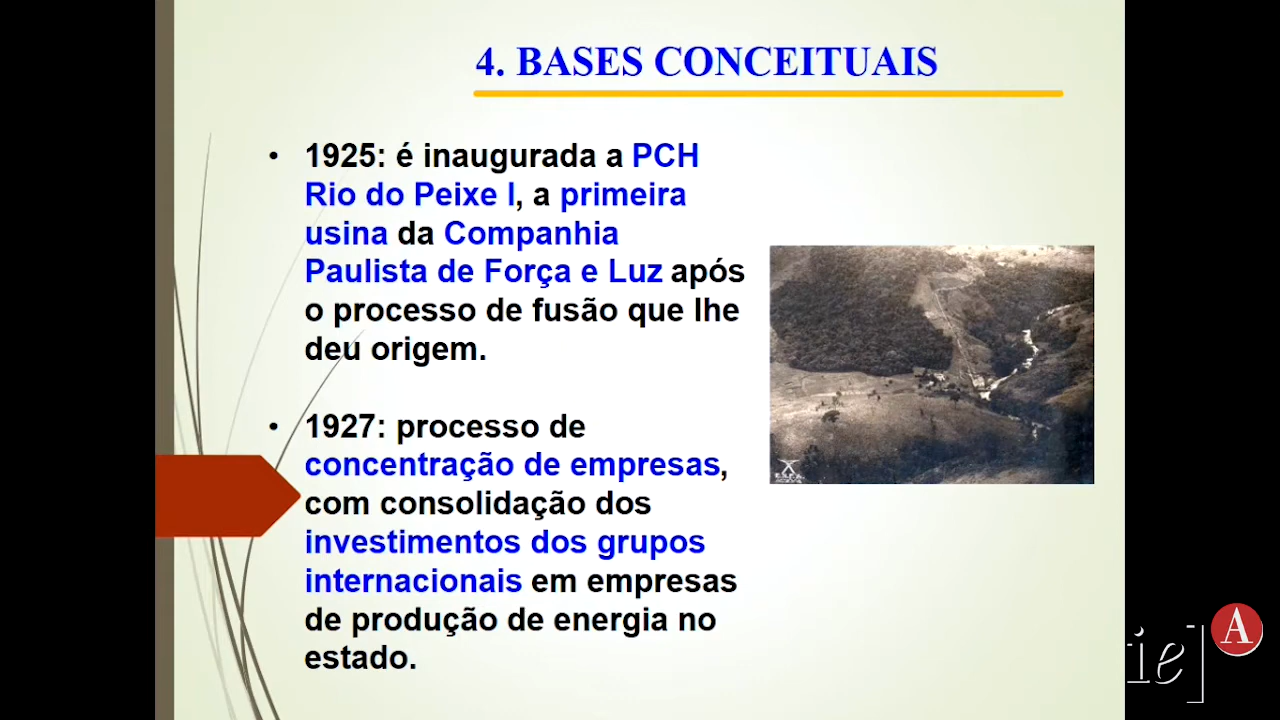 4. BASES CONCEITUAIS
• 1925: é inaugurada a PCH
Rio do Peixe I, a primeira
usina da Companhia
Paulista de Força e Luz após
o processo de fusão que lhe
deu origem.
• 1927: processo de
concentração de empresas,
com consolidação dos
investimentos dos grupos
internacionais em empresas
de produção de energia no
estado.
ie]
A